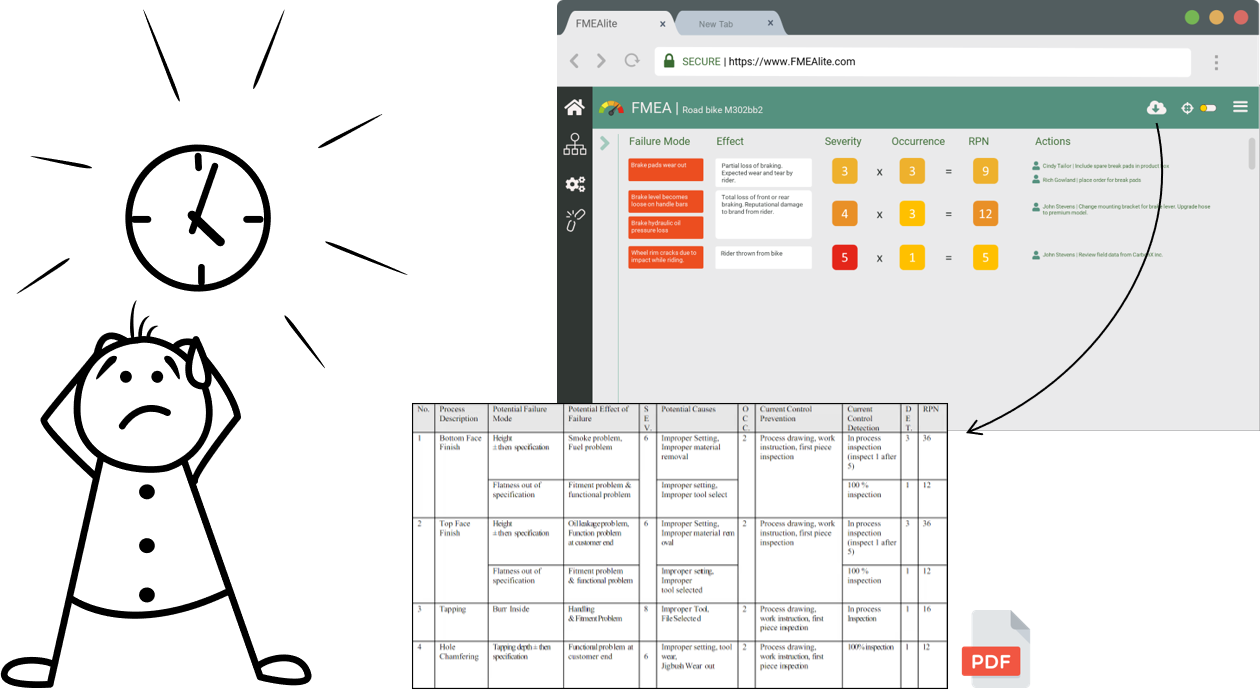 FMEAlite x New Tab x
SECURE | https://www.FMEAlite.com
FMEA | Road bike M302bb2
Failure Mode Effect Severity Occurrence RPN Actions
Brake pads wear out
Partial loss of braking.
Expected wear and tear by
rider.
3 x 3 = 9
Cindy Tailor | Include spare break pads in product box
Rich Gowland | place order for break pads
Brake level becomes
loose on handle bars
Brake hydraulic oil
pressure loss
Total loss of front or rear
braking. Reputational damage
to brand from rider.
4 x 3 = 12
John Stevens | Change mounting bracket for brake lever. Upgrade hose
to premium model.
Wheel rim cracks due to
impact while riding.
Rider thrown from bike
5 x 1 = 5
John Stevens | Review field data from inc.
No.
Process
Description
Potential Failure
Mode
Potential Effect of
Failure
S
E
V.
Potential Causes
O
C
C.
Current Control
Prevention
Current
Control
Detection
D
E
T.
RPN
1
Bottom Face
Finish
Height
±then specification
Smoke problem,
Fuel problem
6
Improper Setting,
Improper material
removal
2
Process drawing, work
instruction, first piece
inspection
In process
inspection
(inspect 1 after
5)
3
36
Flatness out of
specification
Fitment problem &
functional problem
Improper setting,
Improper tool select
100 %
inspection
1
12
2
Top Face
Finish
Height
±then specification
Oil leakage problem,
Function problem
at customer end
6
Improper Setting,
Improper material rem
oval
2
Process drawing, work
instruction, first piece
inspection
In process
inspection
(inspect 1 after
5)
3
36
Flatness out of
specification
Fitment problem
& functional problem
Improper setting,
Improper
tool selected
100 %
inspection
1
12
3
Tapping
Burr Inside
Handling
& Fitment Problem
8
Improper Tool,
File Selected
2
Process drawing,
work instruction, first
piece inspection
In process
Inspection
1
16
4
Hole
Chamfering
Tapping depth ± then
specification
Functional problem at
customer end
6
Improper setting, tool
wear,
Jigbush Wear out
2
Process drawing,
work instruction, first
piece inspection
100% inspection
1
12
PDF